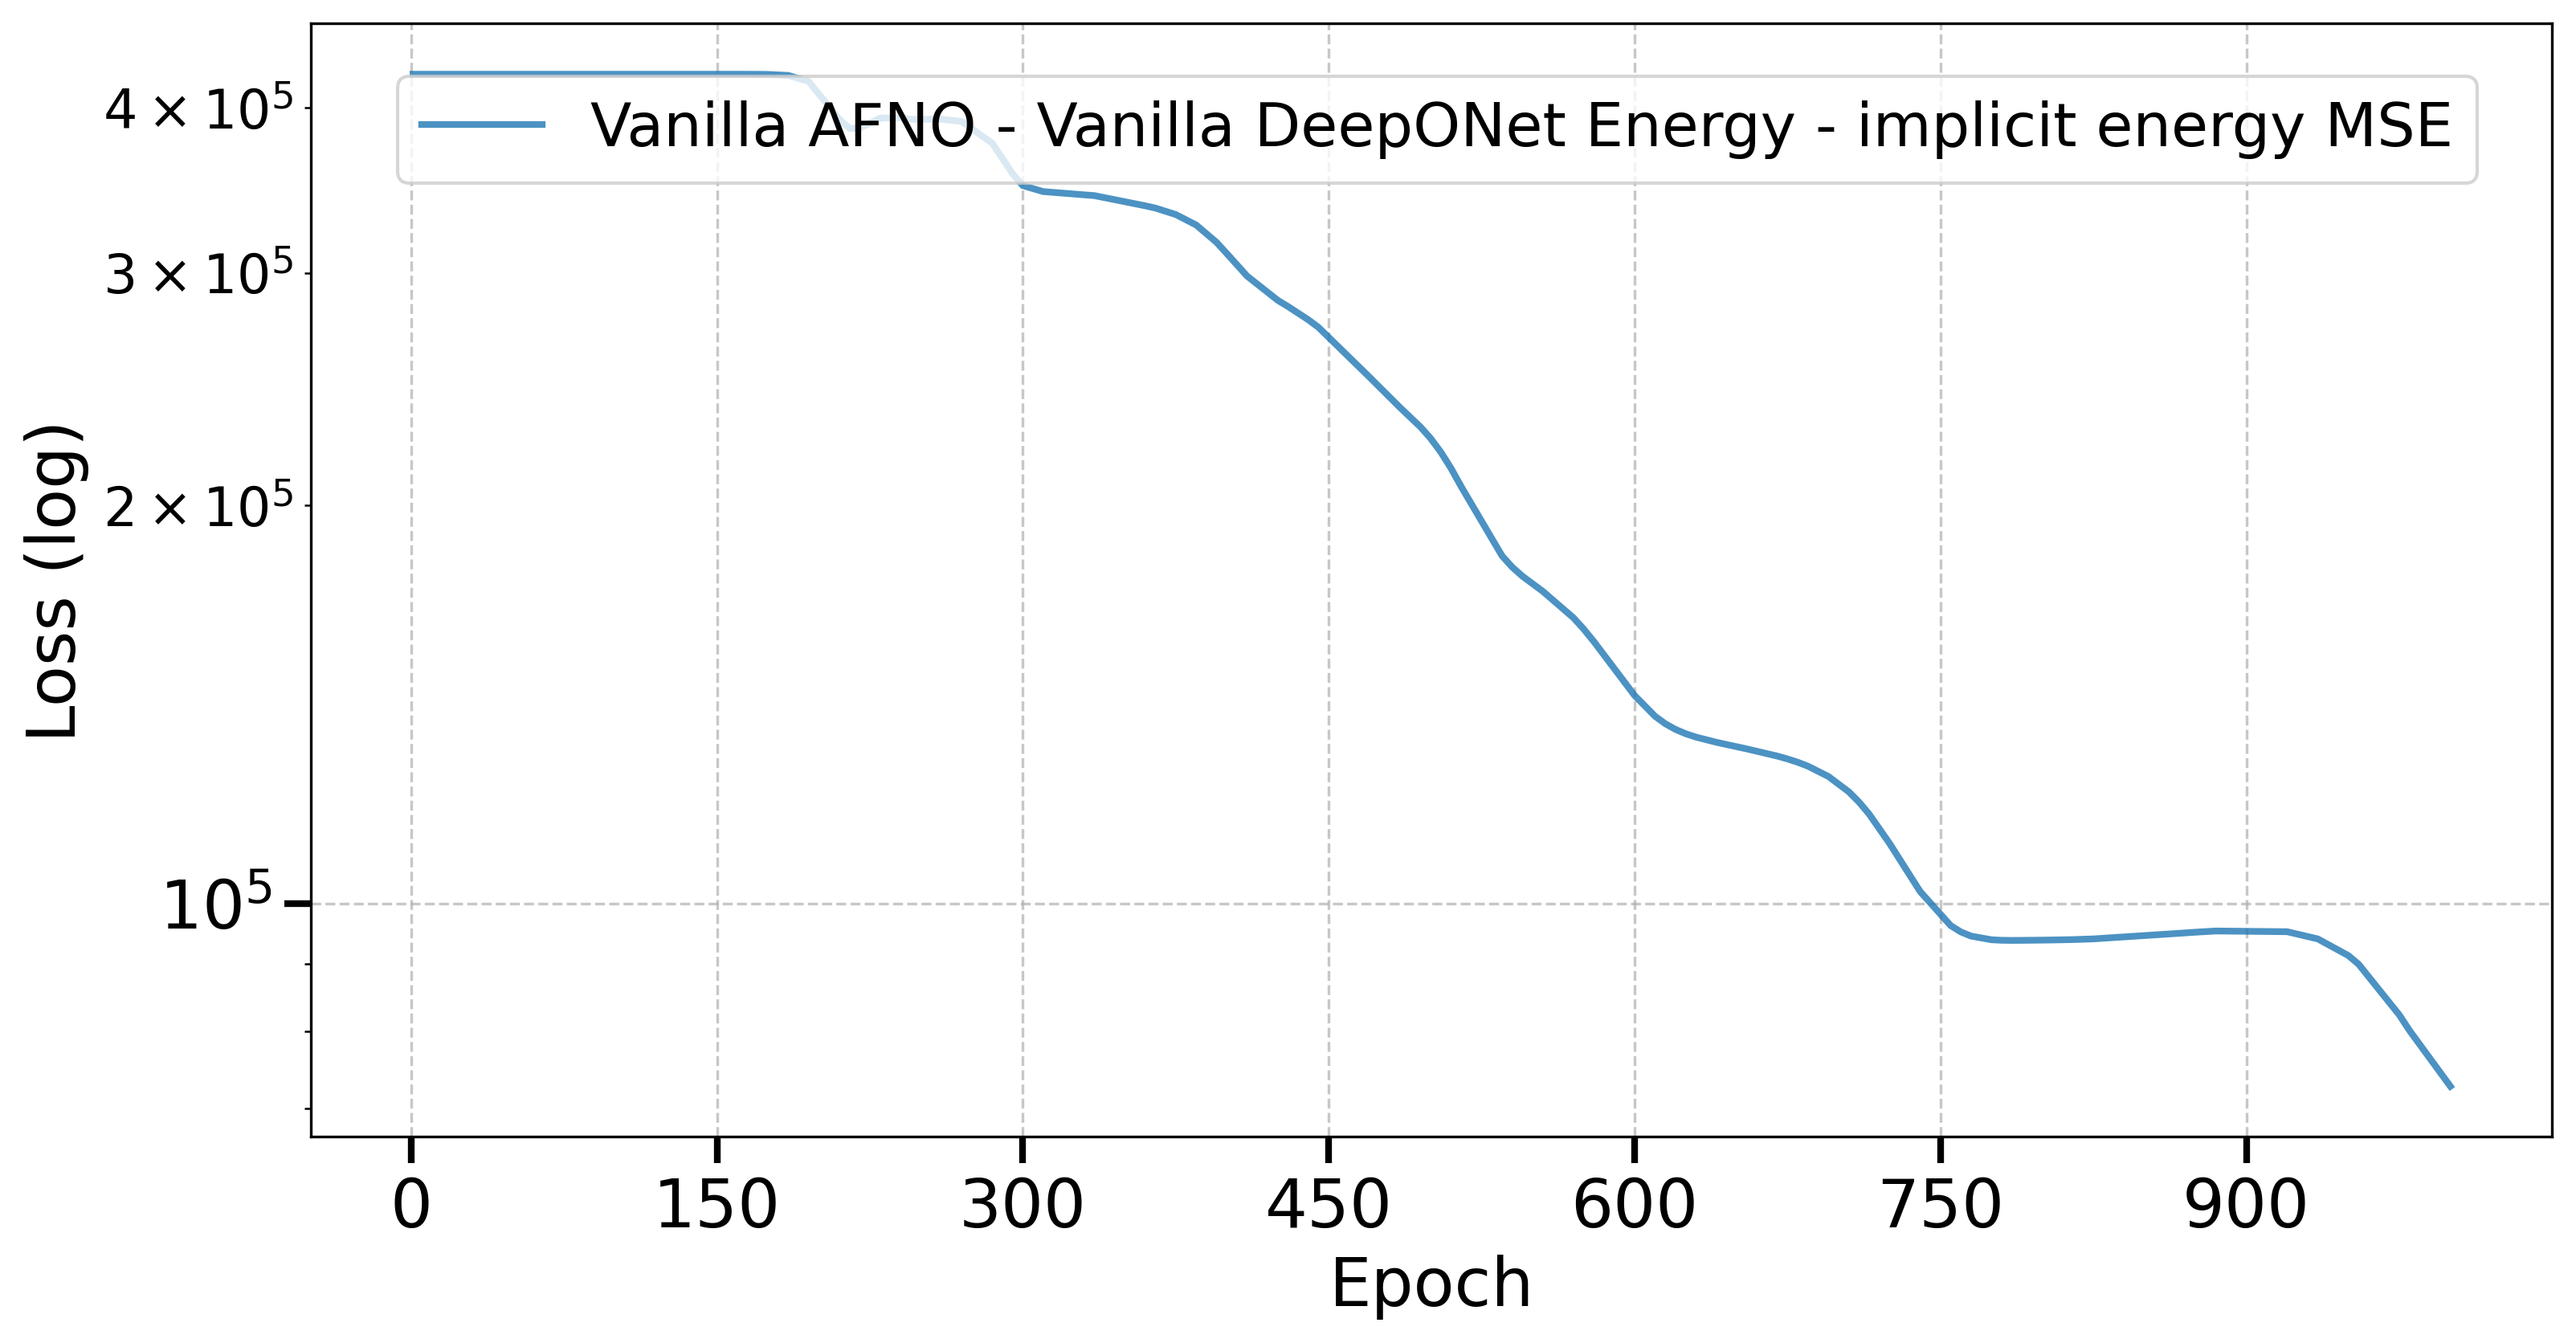 Vanilla AFNO - Vanilla DeepONet Energy - implicit energy MSE
4 × 10⁵
3 × 10⁵
2 × 10⁵
10⁵
Loss (log)
0 150 300 450 600 750 900
Epoch